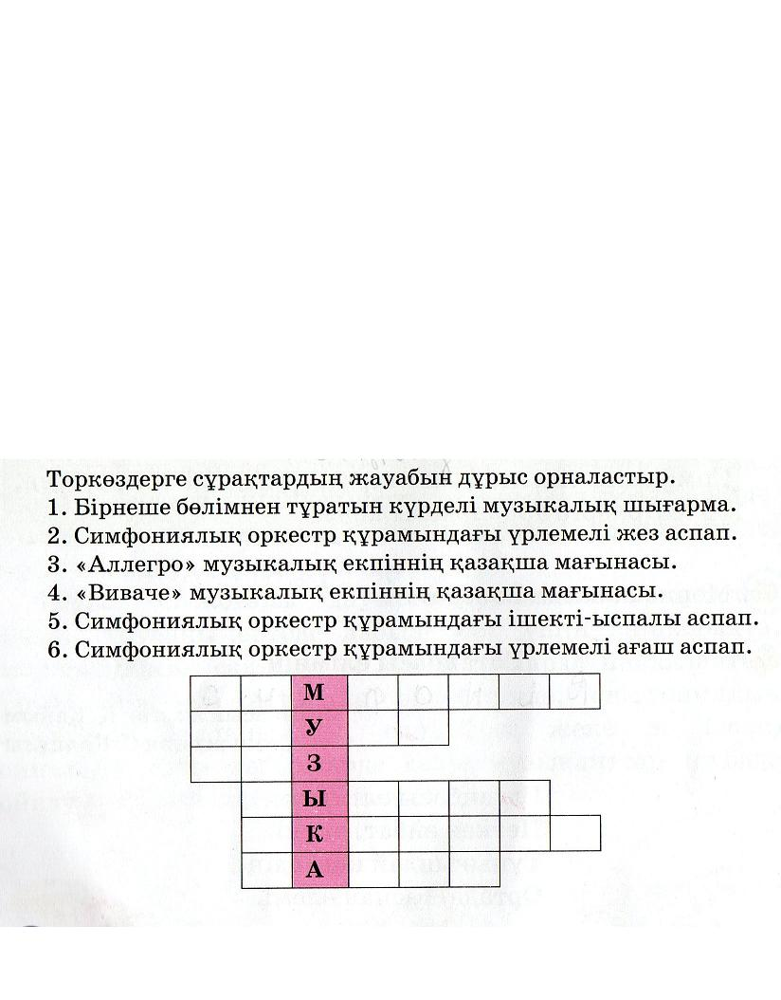 Торкөздерге сұрақтардың жауабын дұрыс орналастыр.
1. Бірнеше бөлімнен тұратын күрделі музыкалық шығарма.
2. Симфониялық оркестр құрамындағы үрлемелі жез аспап.
3. «Аллегро» музыкалық екпіннің қазақша мағынасы.
4. «Виваче» музыкалық екпіннің қазақша мағынасы.
5. Симфониялық оркестр құрамындағы ішекті-ыспалы аспап.
6. Симфониялық оркестр құрамындағы үрлемелі ағаш аспап.
М
У
З
Ы
К
А